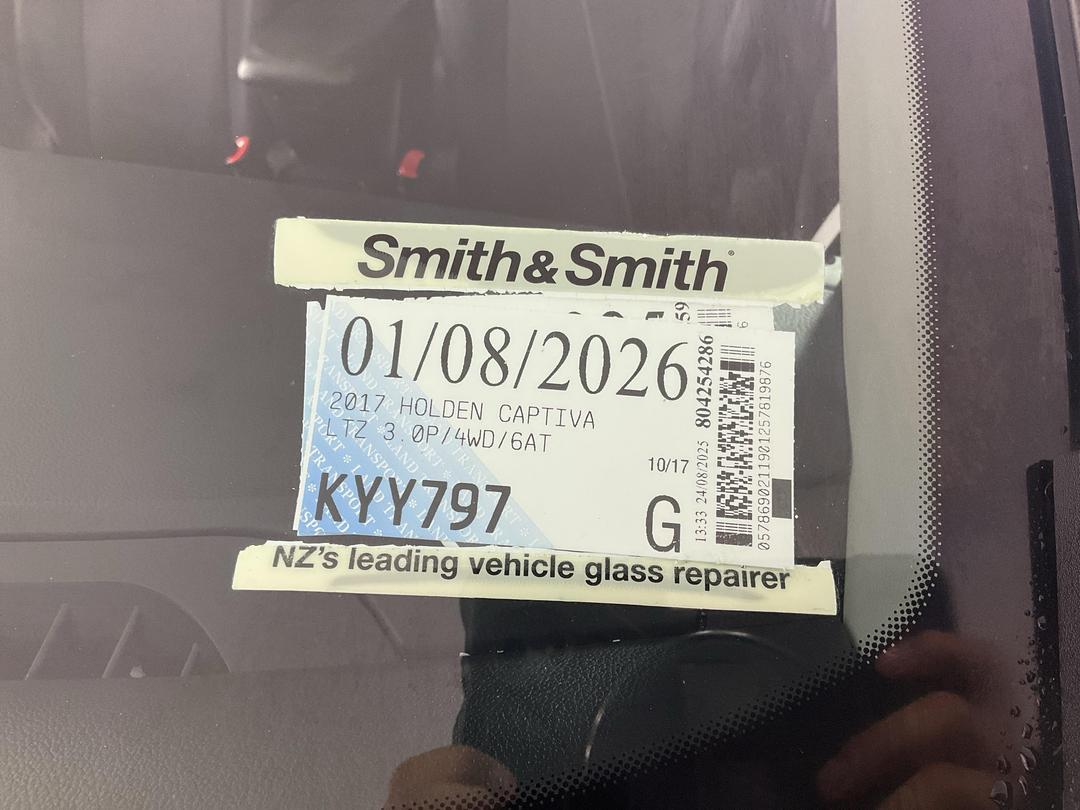 Smith&Smith®
01/08/2026
2017 HOLDEN CAPTIVA
LTZ 3.0P/4WD/6AT
10/17
KYY797
G
804254286
13:33 24/08/2025
0578690211901257819876
NZ's leading vehicle glass repairer